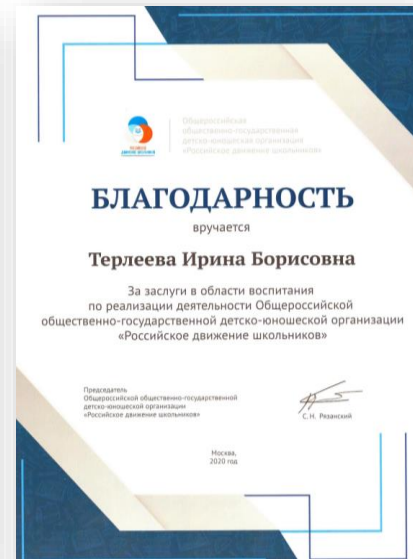 Общероссийская
общественно-государственная
детско-юношеская организация
«Российское движение школьников»
БЛАГОДАРНОСТЬ
вручается
Терлеева Ирина Борисовна
За заслуги в области воспитания
по реализации деятельности Общероссийской
общественно-государственной детско-юношеской организации
«Российское движение школьников»
Председатель
Общероссийской общественно-государственной
детско-юношеской организации
«Российское движение школьников»
С.Н. Рязанский
Москва,
2020 год